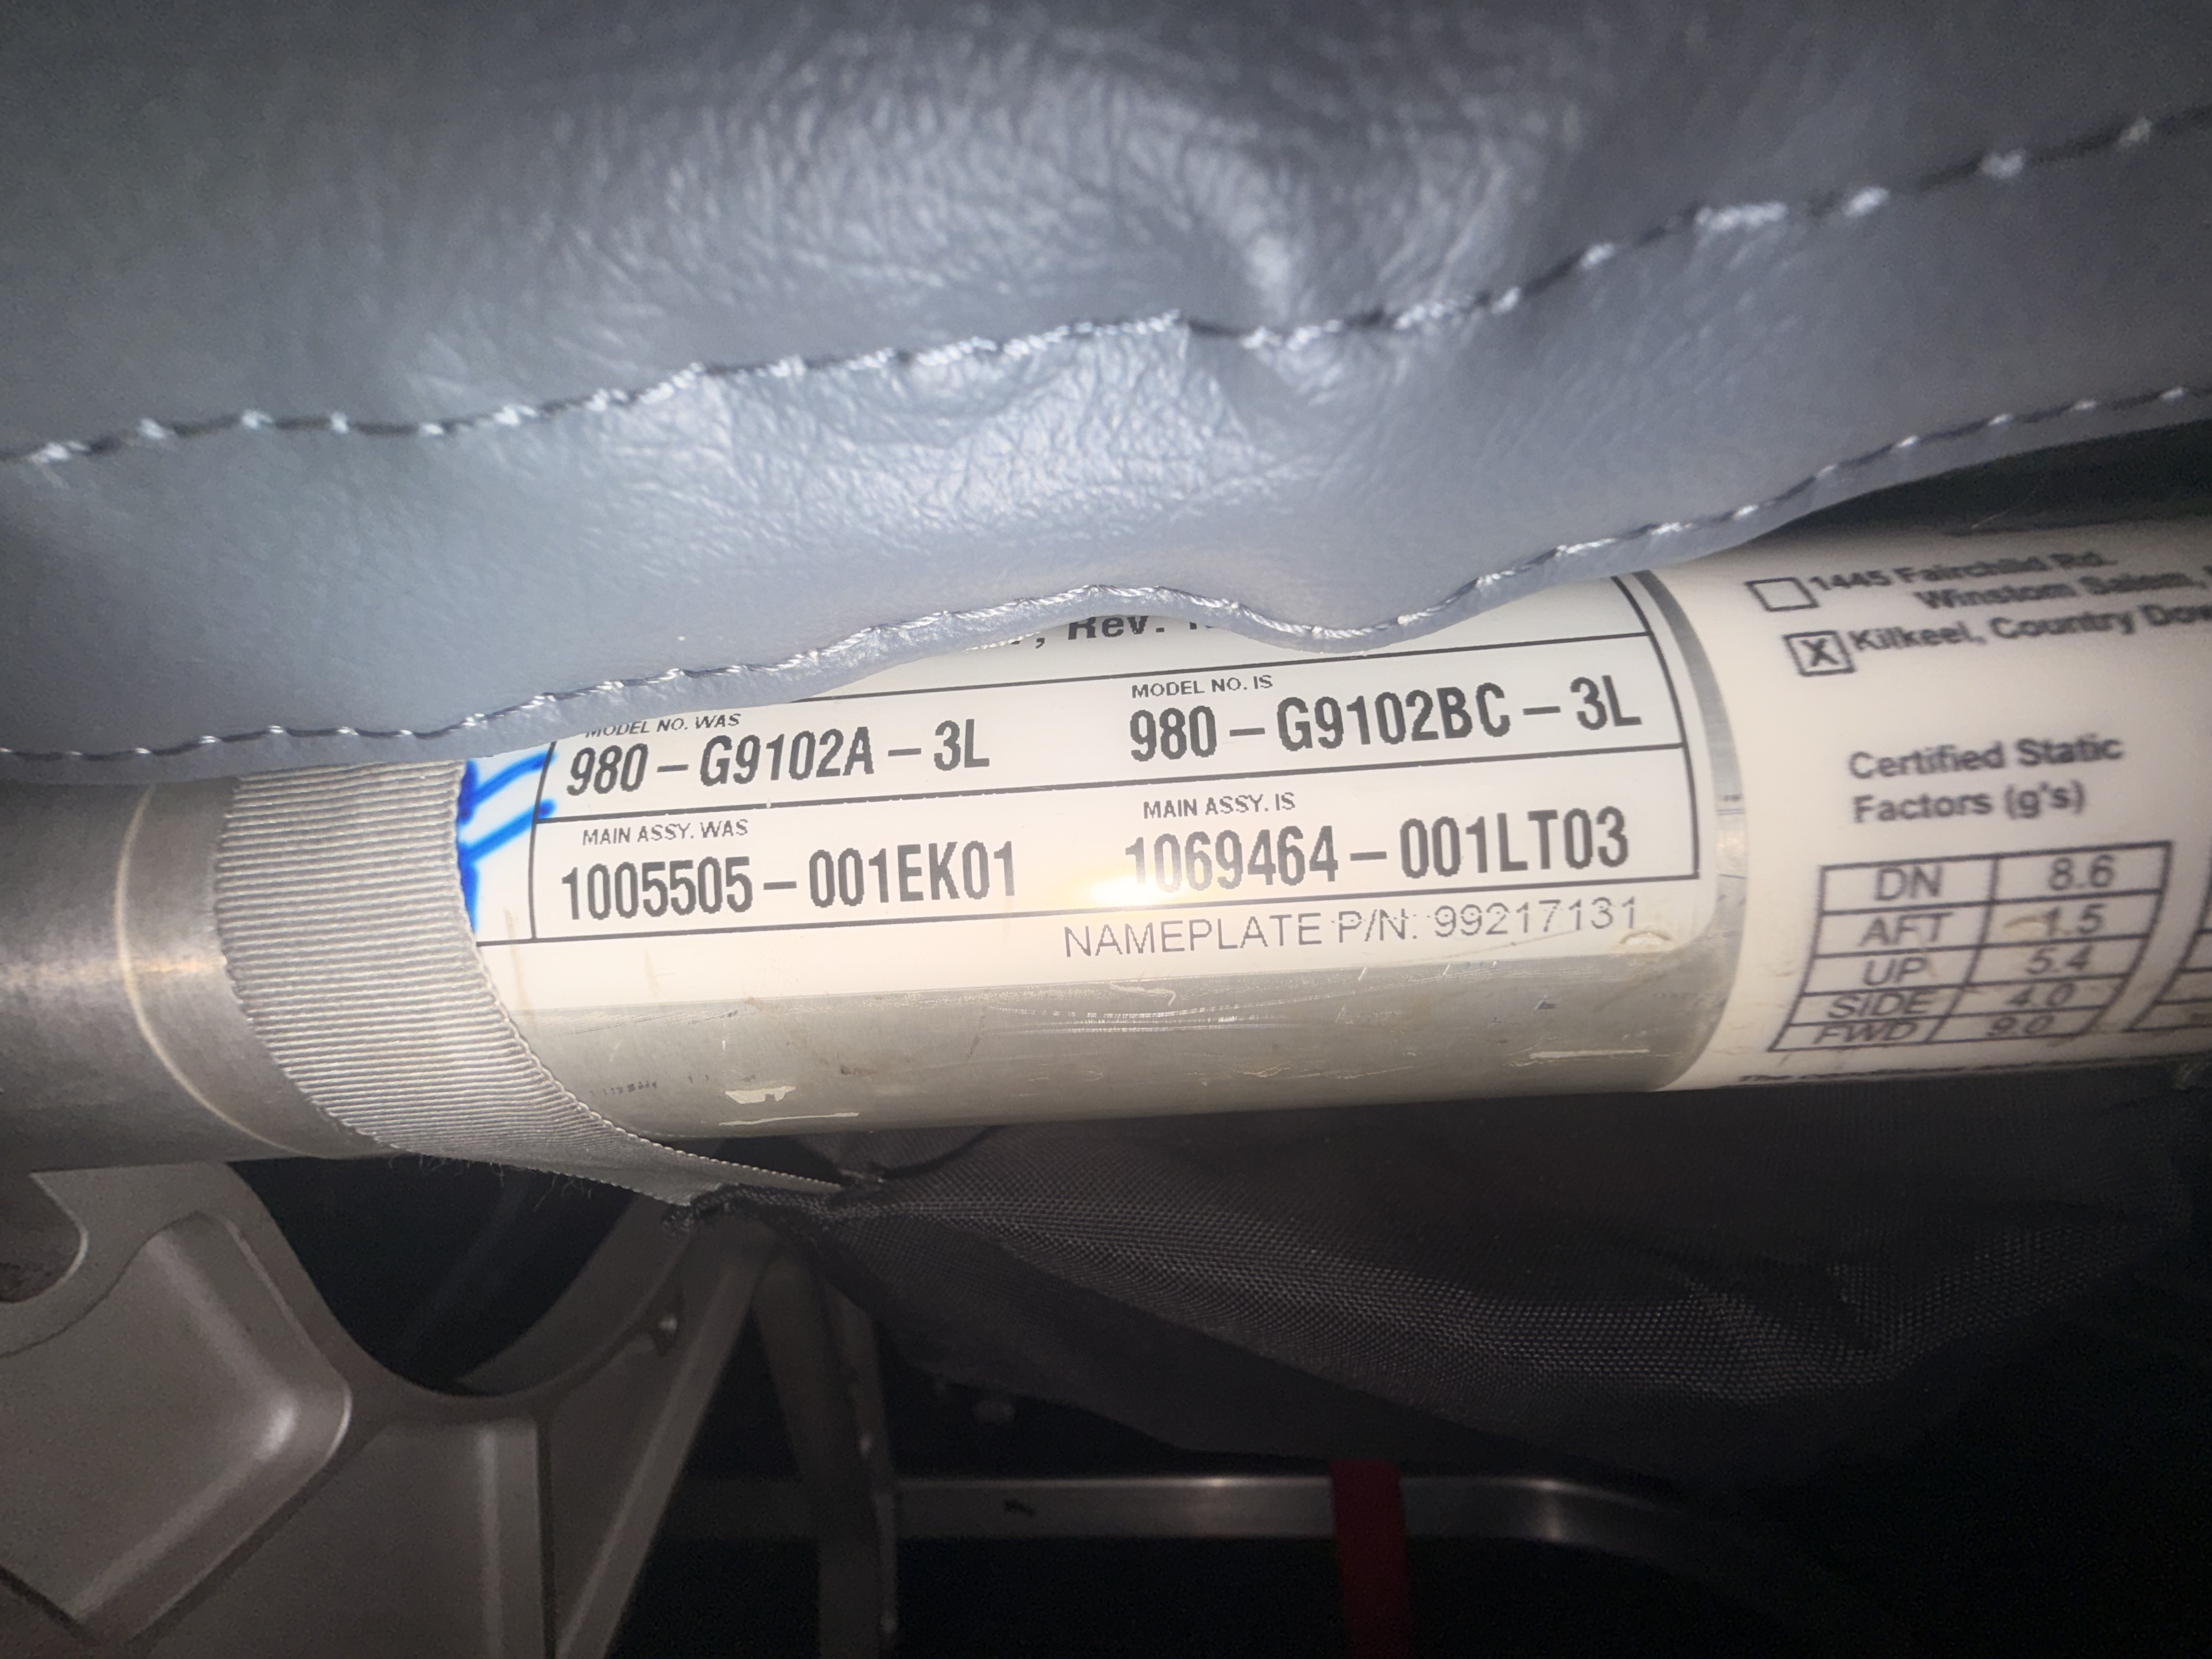 , Rev.
MODEL NO. WAS
980-G9102A-3L
MODEL NO. IS
980-G9102BC-3L
MAIN ASSY. WAS
1005505-001EK01
MAIN ASSY. IS
1069464-001LT03
NAMEPLATE P/N: 99217131
1445 Fairchild Rd.
Winstom Salem,
X Kilkeel, Country
Certified Static
Factors (g's)
DN 8.6
AFT 1.5
UP 5.4
SIDE 4.0
FWD 9.0